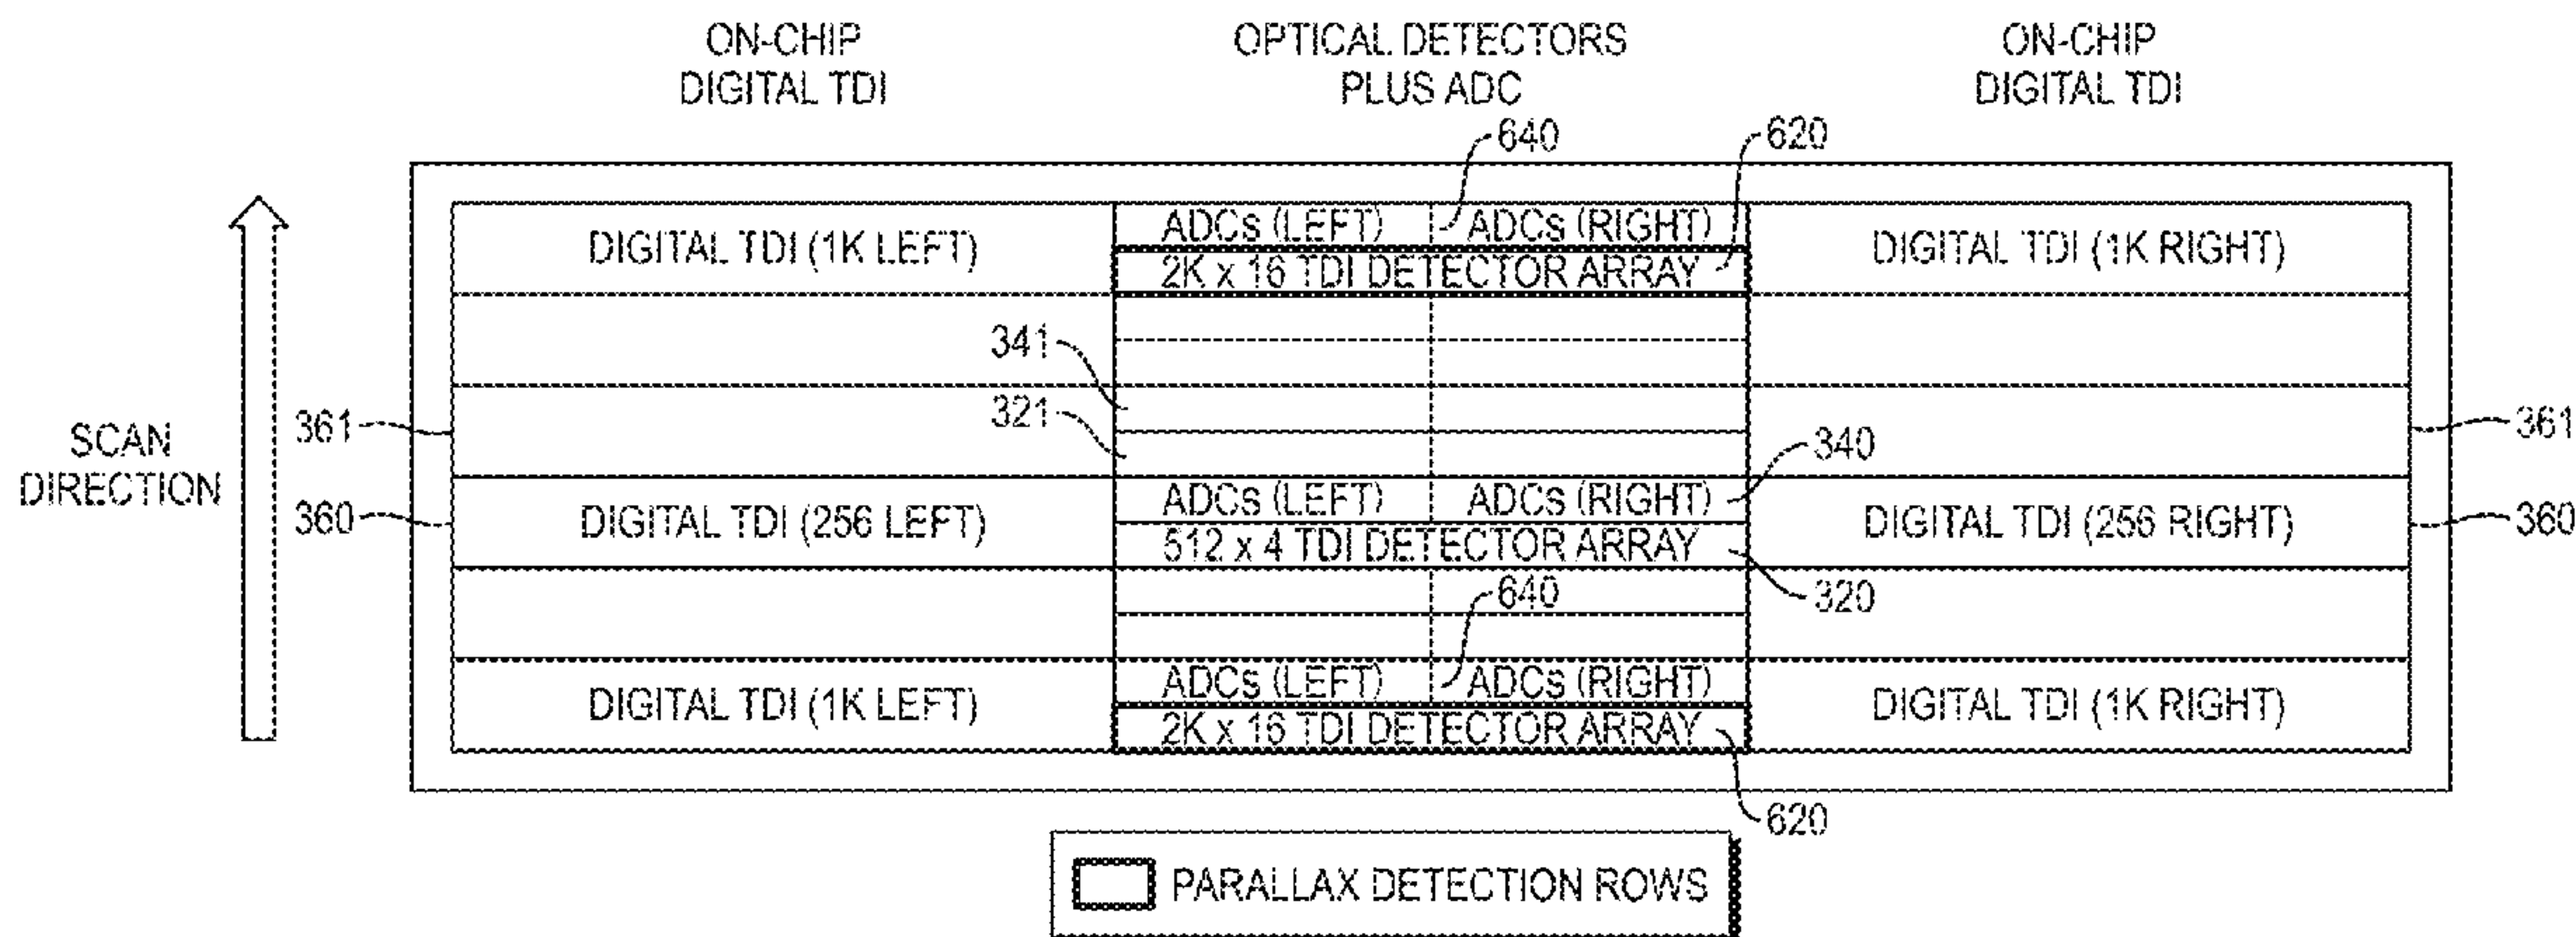 ON-CHIP
DIGITAL TDI
OPTICAL DETECTORS
PLUS ADC
ON-CHIP
DIGITAL TDI
640
620
ADCs (LEFT)
ADCs (RIGHT)
DIGITAL TDI (1K LEFT)
2K x 16 TDI DETECTOR ARRAY
DIGITAL TDI (1K RIGHT)
341
321
361
361
SCAN
DIRECTION
340
ADCs (LEFT)
ADCs (RIGHT)
360
DIGITAL TDI (256 LEFT)
512 x 4 TDI DETECTOR ARRAY
DIGITAL TDI (256 RIGHT)
360
640
320
ADCs (LEFT)
ADCs (RIGHT)
DIGITAL TDI (1K LEFT)
2K x 16 TDI DETECTOR ARRAY
DIGITAL TDI (1K RIGHT)
620
PARALLAX DETECTION ROWS